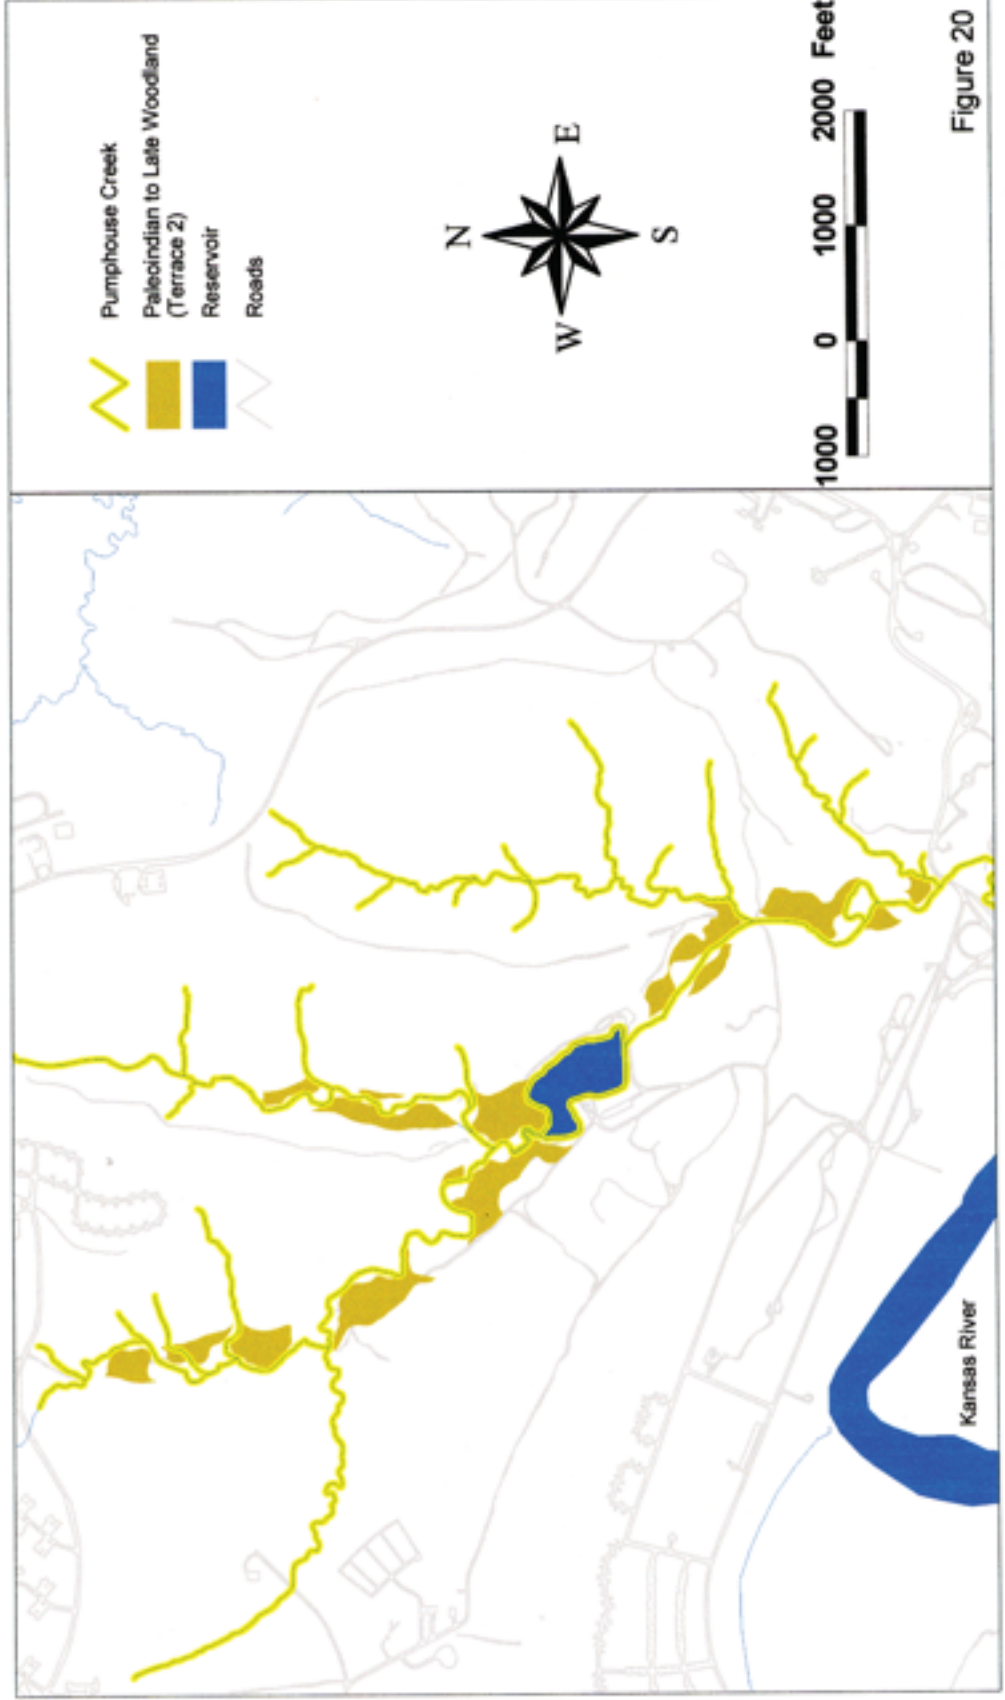 Pumphouse Creek
Paleoindian to Late Woodland
(Terrace 2)
Reservoir
Roads
N
W E
S
1000 0 1000 2000 Feet
Kansas River
Figure 20